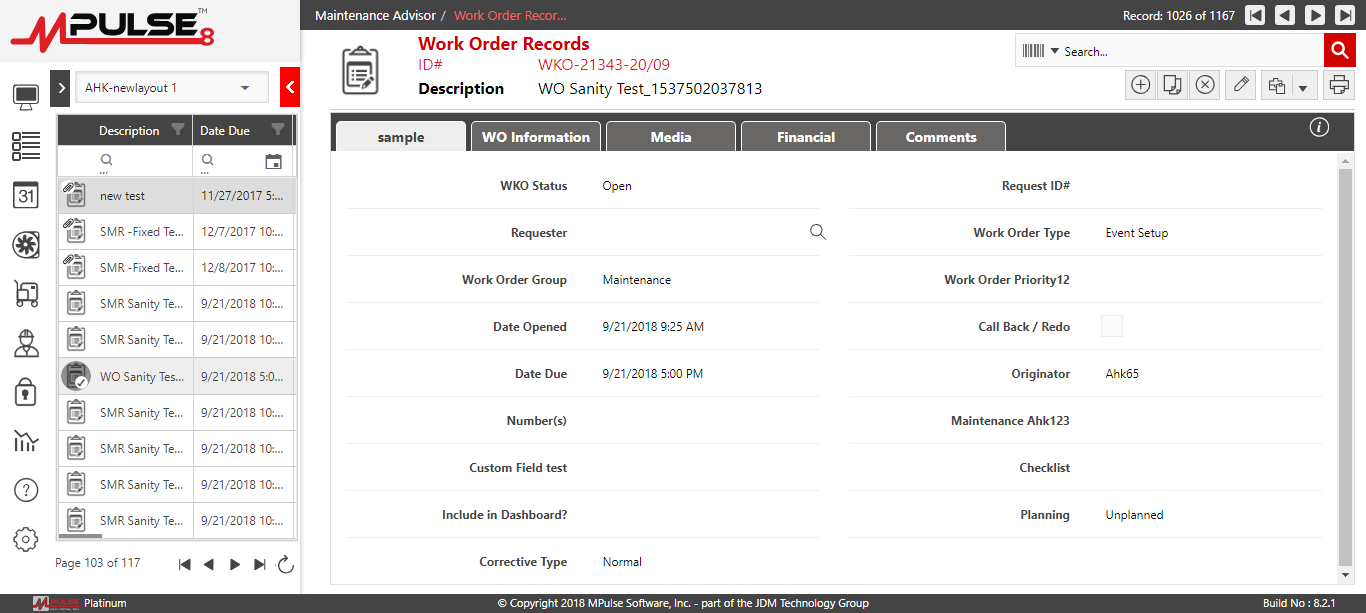 MPULSE 8 TM
Maintenance Advisor / Work Order Recor...
Record: 1026 of 1167
AHK-newlayout 1
Work Order Records
ID# WKO-21343-20/09
Description WO Sanity Test_1537502037813
Search...
Description Date Due
... ...
31
new test 11/27/2017 5:...
SMR -Fixed Te... 12/7/2017 10:...
SMR -Fixed Te... 12/8/2017 10:...
SMR Sanity Te... 9/21/2018 10:...
SMR Sanity Te... 9/21/2018 10:...
WO Sanity Tes... 9/21/2018 5:0...
SMR Sanity Te... 9/21/2018 10:...
SMR Sanity Te... 9/21/2018 10:...
SMR Sanity Te... 9/21/2018 10:...
SMR Sanity Te... 9/21/2018 10:...
Page 103 of 117
sample WO Information Media Financial Comments
WKO Status Open
Request ID#
Requester
Work Order Type Event Setup
Work Order Group Maintenance
Work Order Priority12
Date Opened 9/21/2018 9:25 AM
Call Back / Redo
Date Due 9/21/2018 5:00 PM
Originator Ahk65
Number(s)
Maintenance Ahk123
Custom Field test
Checklist
Include in Dashboard?
Planning Unplanned
Corrective Type Normal
MPULSE 8 Platinum
© Copyright 2018 MPulse Software, Inc. - part of the JDM Technology Group
Build No : 8.2.1